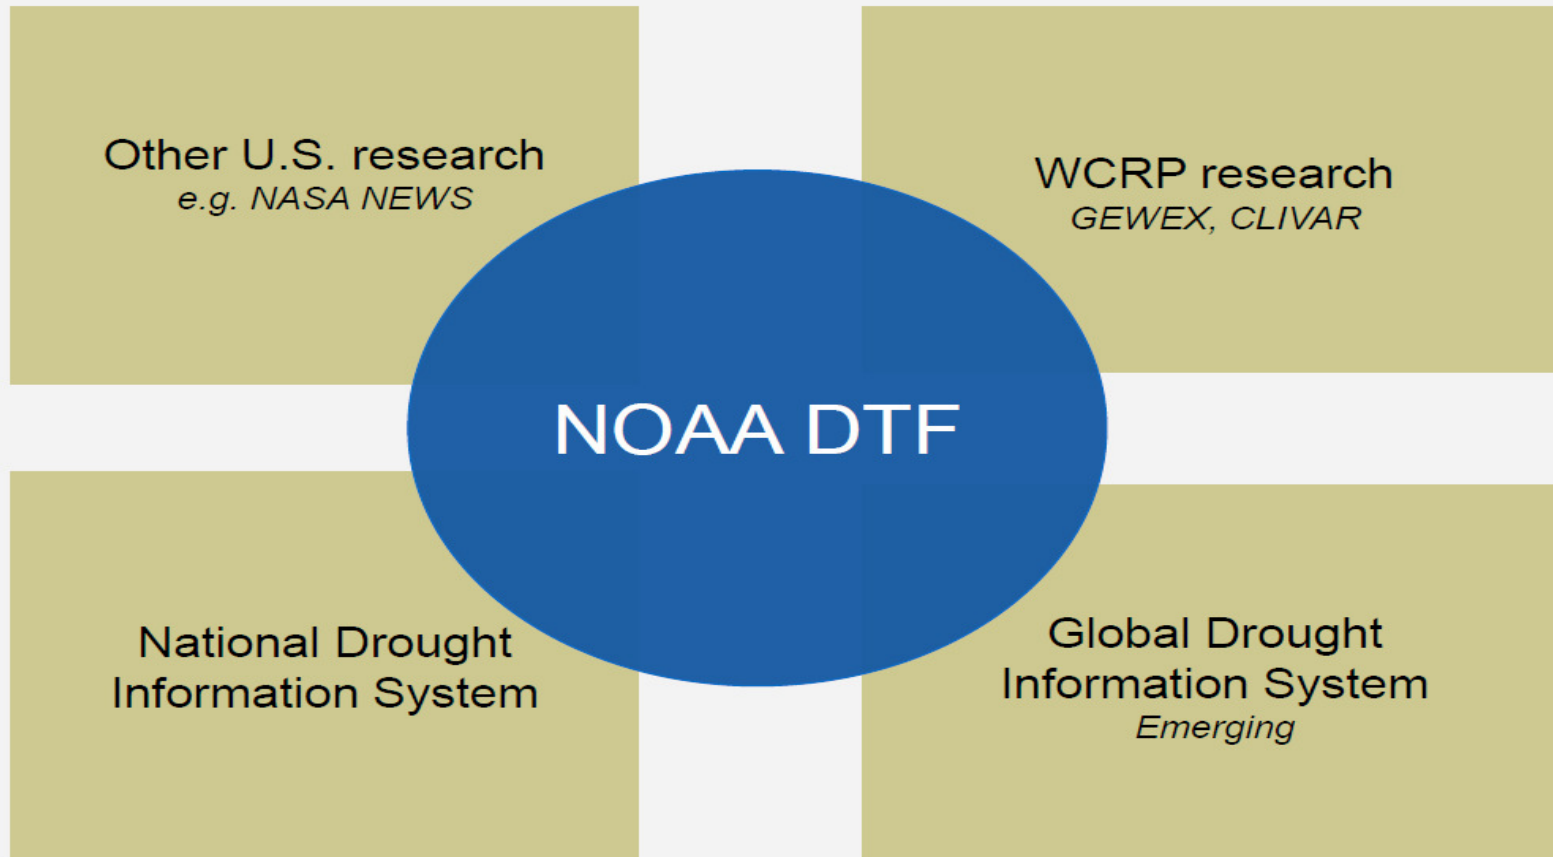 Other U.S. research
e.g. NASA NEWS
WCRP research
GEWEX, CLIVAR
NOAA DTF
National Drought
Information System
Global Drought
Information System
Emerging